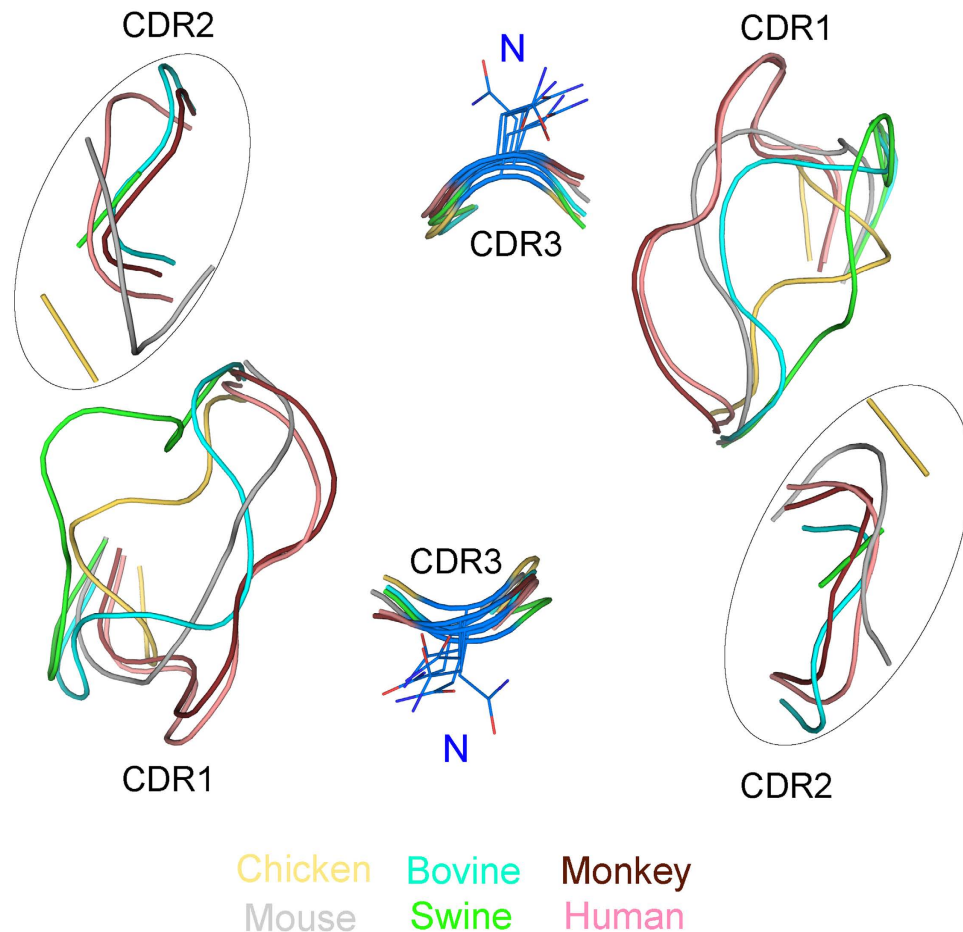 CDR2
N
CDR1
CDR3
CDR3
N
CDR1
CDR2
Chicken Bovine Monkey
Mouse Swine Human